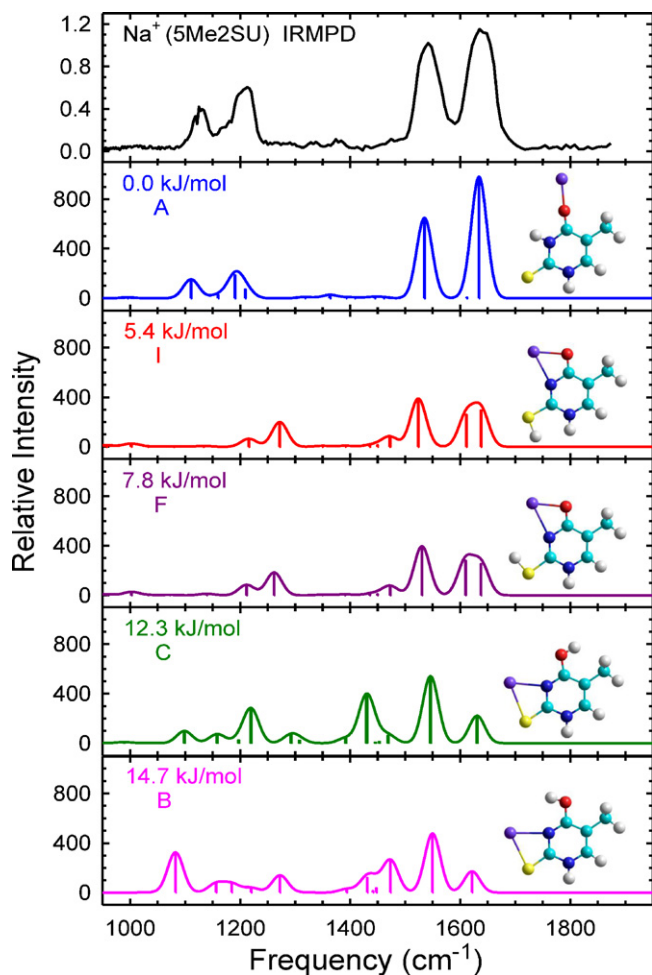 Na+ (5Me2SU) IRMPD
1.2
0.8
0.4
0.0
0.0 kJ/mol
A
800
400
0
5.4 kJ/mol
I
800
400
0
7.8 kJ/mol
F
800
400
0
12.3 kJ/mol
C
800
400
0
14.7 kJ/mol
B
800
400
0
Relative Intensity
1000 1200 1400 1600 1800
Frequency (cm-1)